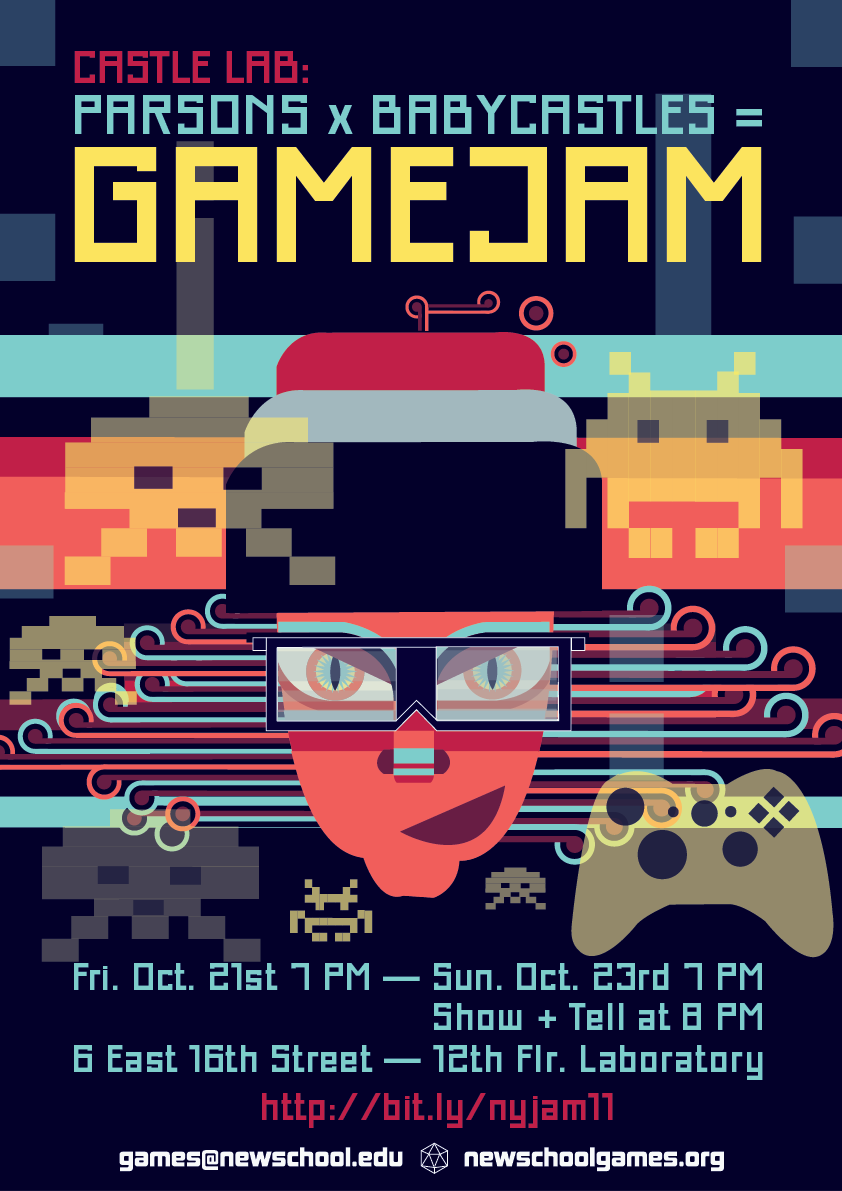 CASTLE LAB:
PARSONS x BABYCASTLES =
GAMEJAM
Fri. Oct. 21st 7 PM — Sun. Oct. 23rd 7 PM
Show + Tell at 8 PM
6 East 16th Street — 12th Flr. Laboratory
http://bit.ly/nyjam11
games@newschool.edu newschoolgames.org